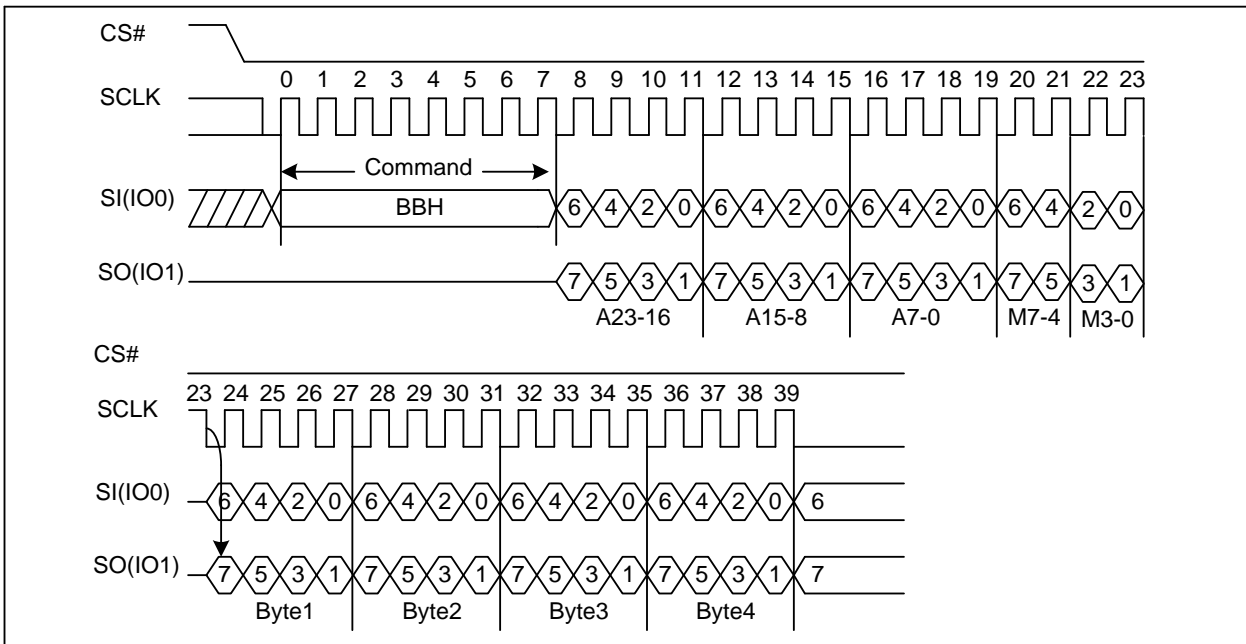 CS#
0 1 2 3 4 5 6 7 8 9 10 11 12 13 14 15 16 17 18 19 20 21 22 23
SCLK
Command
SI(IO0) BBH 6 4 2 0 6 4 2 0 6 4 2 0 6 4 2 0
SO(IO1) 7 5 3 1 7 5 3 1 7 5 3 1 7 5 3 1
A23-16 A15-8 A7-0 M7-4 M3-0
CS#
23 24 25 26 27 28 29 30 31 32 33 34 35 36 37 38 39
SCLK
SI(IO0) 6 4 2 0 6 4 2 0 6 4 2 0 6 4 2 0 6
SO(IO1) 7 5 3 1 7 5 3 1 7 5 3 1 7 5 3 1 7
Byte1 Byte2 Byte3 Byte4